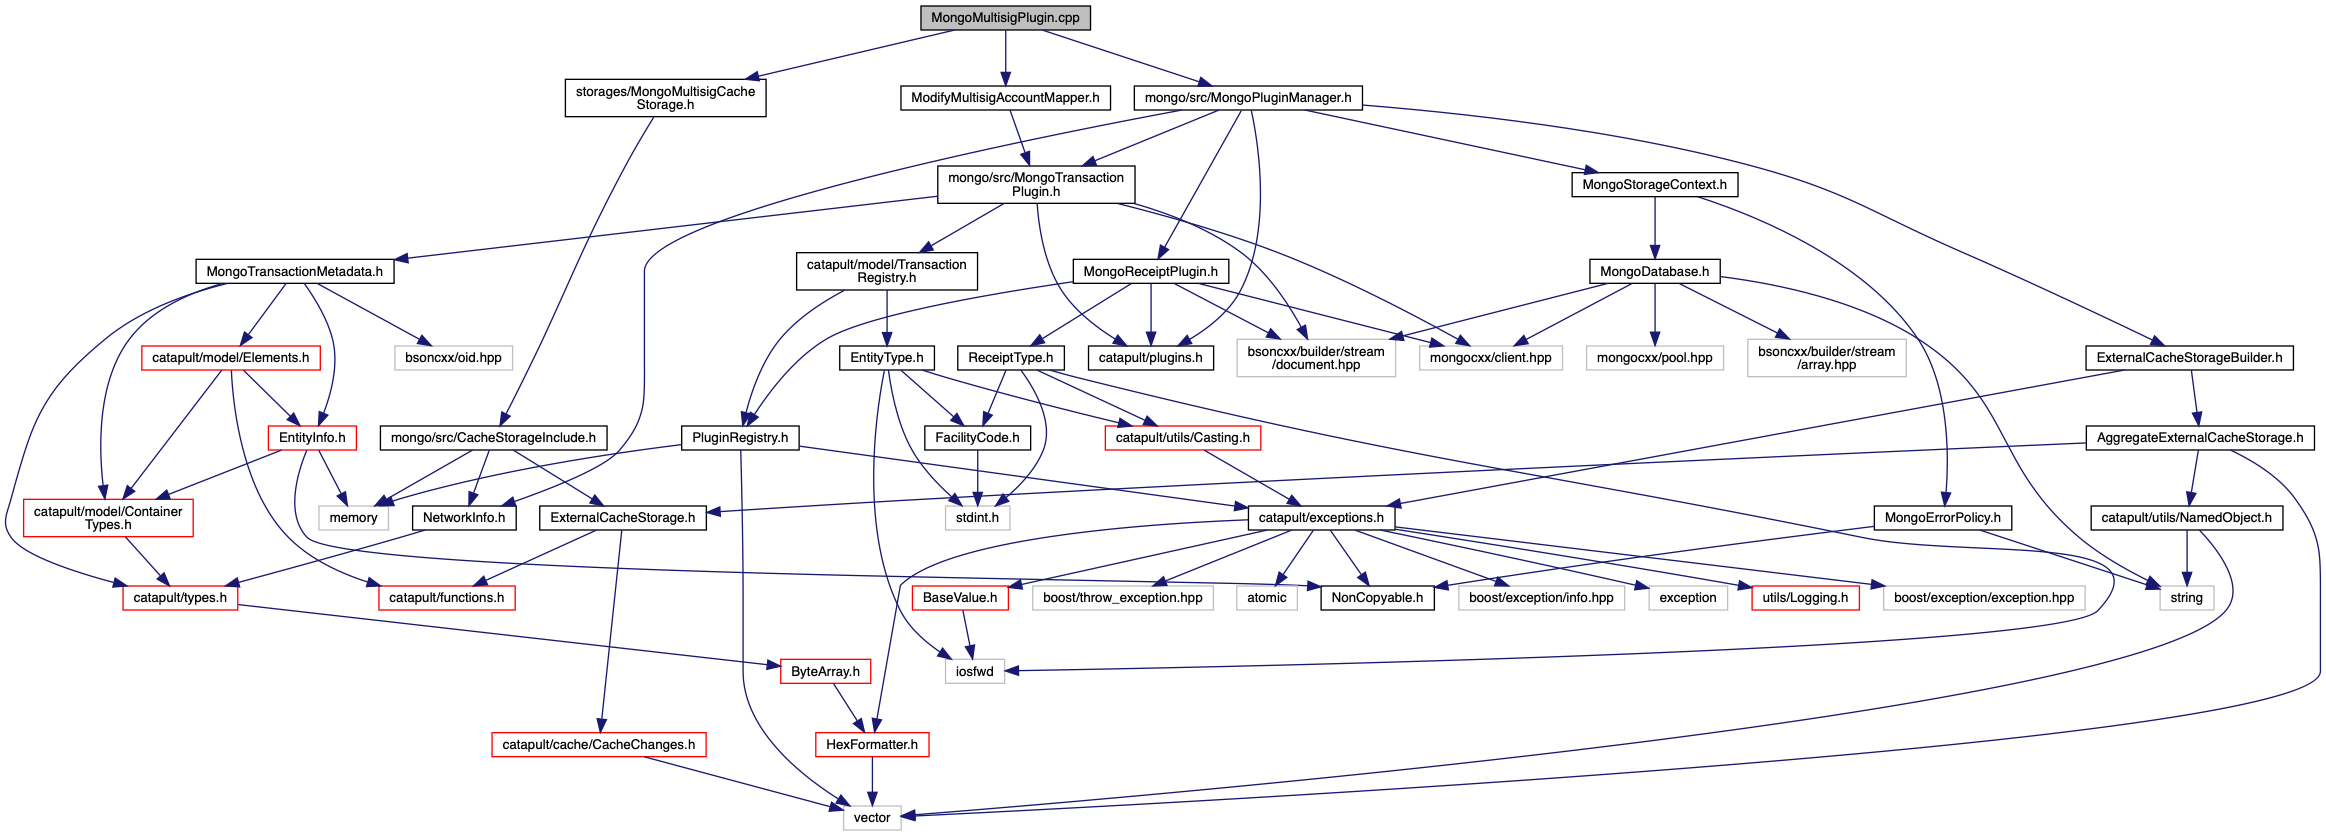 MongoMultisigPlugin.cpp
storages/MongoMultisigCache
Storage.h
ModifyMultisigAccountMapper.h
mongo/src/MongoPluginManager.h
mongo/src/MongoTransaction
Plugin.h
MongoStorageContext.h
MongoTransactionMetadata.h
catapult/model/Transaction
Registry.h
MongoReceiptPlugin.h
MongoDatabase.h
catapult/model/Elements.h
bsoncxx/oid.hpp
EntityType.h
ReceiptType.h
catapult/plugins.h
bsoncxx/builder/stream
/document.hpp
mongocxx/client.hpp
mongocxx/pool.hpp
bsoncxx/builder/stream
/array.hpp
ExternalCacheStorageBuilder.h
EntityInfo.h
mongo/src/CacheStorageInclude.h
PluginRegistry.h
FacilityCode.h
catapult/utils/Casting.h
AggregateExternalCacheStorage.h
catapult/model/Container
Types.h
memory
NetworkInfo.h
ExternalCacheStorage.h
stdint.h
catapult/exceptions.h
MongoErrorPolicy.h
catapult/utils/NamedObject.h
catapult/types.h
catapult/functions.h
BaseValue.h
boost/throw_exception.hpp
atomic
NonCopyable.h
boost/exception/info.hpp
exception
utils/Logging.h
boost/exception/exception.hpp
string
ByteArray.h
iosfwd
catapult/cache/CacheChanges.h
HexFormatter.h
vector